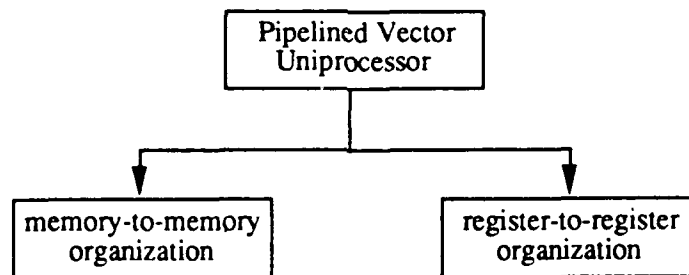 Pipelined Vector
Uniprocessor
memory-to-memory
organization
register-to-register
organization